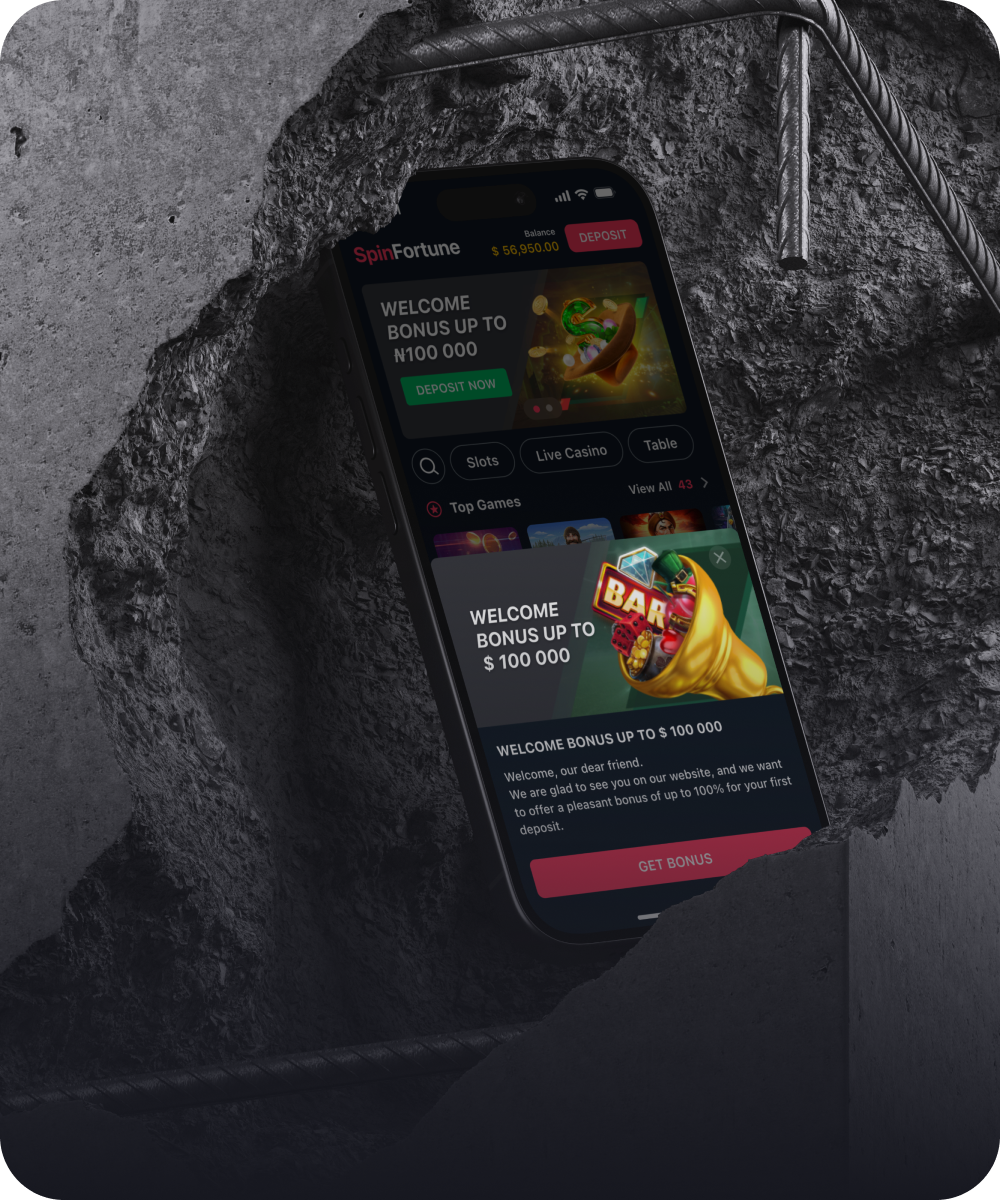 SpinFortune
Balance
$ 56,950.00
DEPOSIT
WELCOME
BONUS UP TO
₦100 000
DEPOSIT NOW
Slots
Live Casino
Table
Top Games
View All 43
WELCOME
BONUS UP TO
$ 100 000
BAR
WELCOME BONUS UP TO $ 100 000
Welcome, our dear friend.
We are glad to see you on our website, and we want
to offer a pleasant bonus of up to 100% for your first
deposit.
GET BONUS